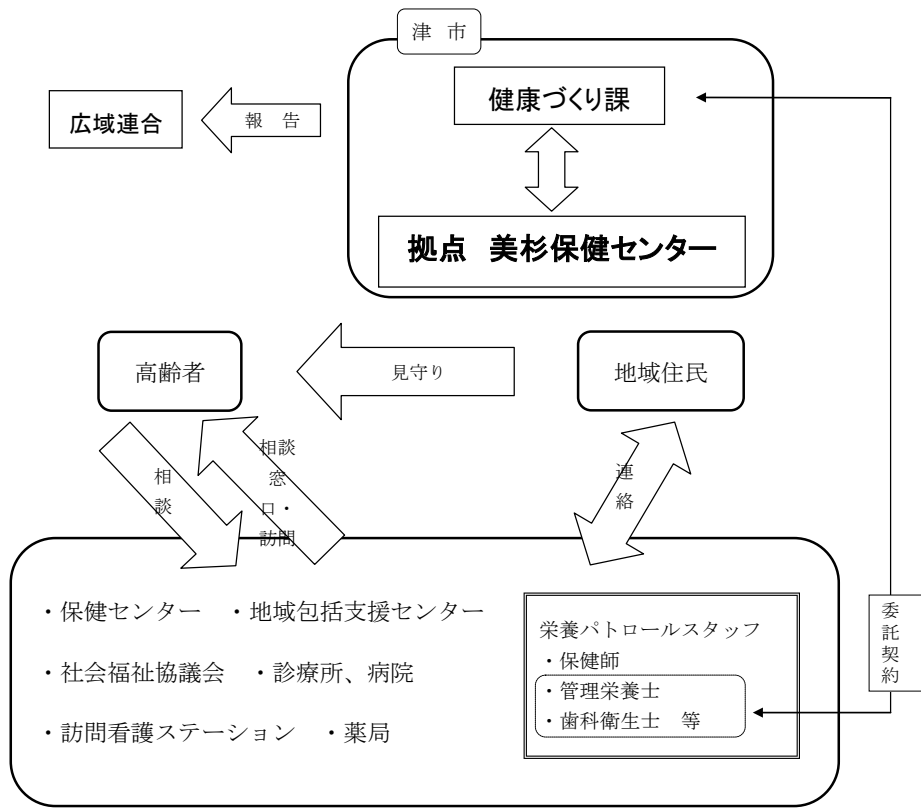 津 市
健康づくり課
広域連合
報 告
拠点 美杉保健センター
高齢者
見守り
地域住民
相
談
相談
窓
口・
訪問
連
絡
・保健センター ・地域包括支援センター
・社会福祉協議会 ・診療所、病院
・訪問看護ステーション ・薬局
栄養パトロールスタッフ
・保健師
・管理栄養士
・歯科衛生士 等
委
託
契
約